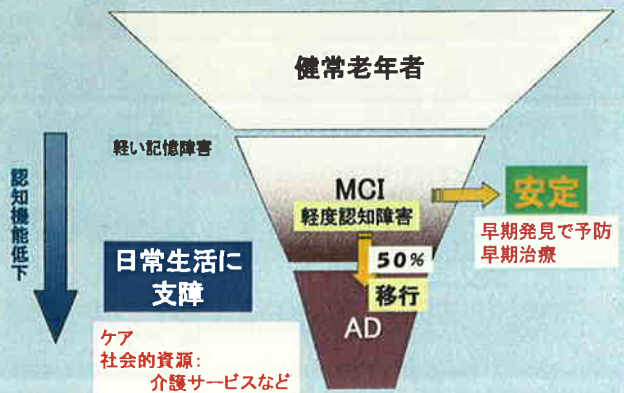 健常老年者
軽い記憶障害
認知機能低下
MCI
軽度認知障害
安定
早期発見で予防
早期治療
50%
移行
日常生活に
支障
AD
ケア
社会的資源:
介護サービスなど